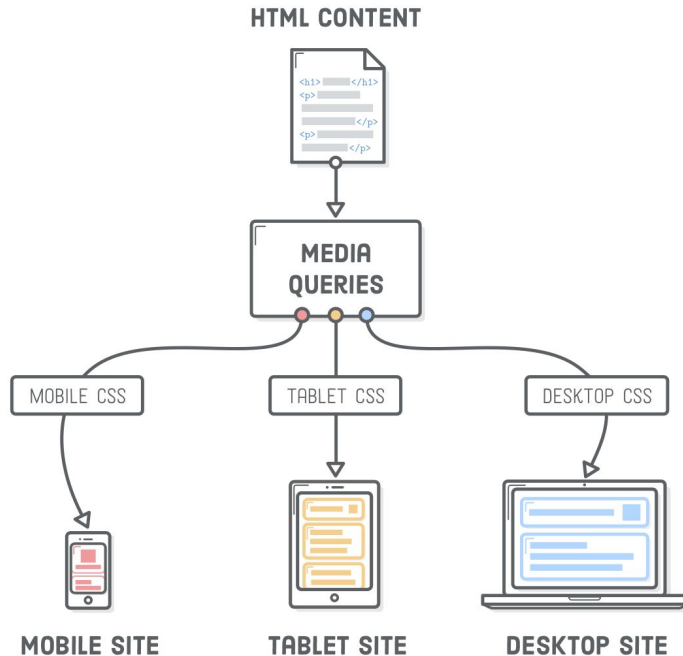 HTML CONTENT
<h1> </h1>
<p>
</p>
<p>
</p>
MEDIA
QUERIES
MOBILE CSS
TABLET CSS
DESKTOP CSS
MOBILE SITE
TABLET SITE
DESKTOP SITE